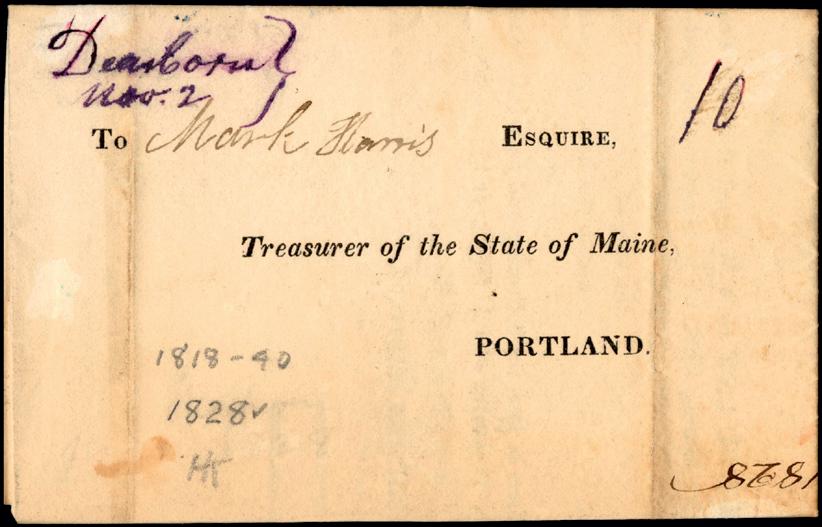 Dearborn }
Nov. 2
10
To Mark Harris ESQUIRE,
Treasurer of the State of Maine,
PORTLAND.
1818-40
1828✓
1828